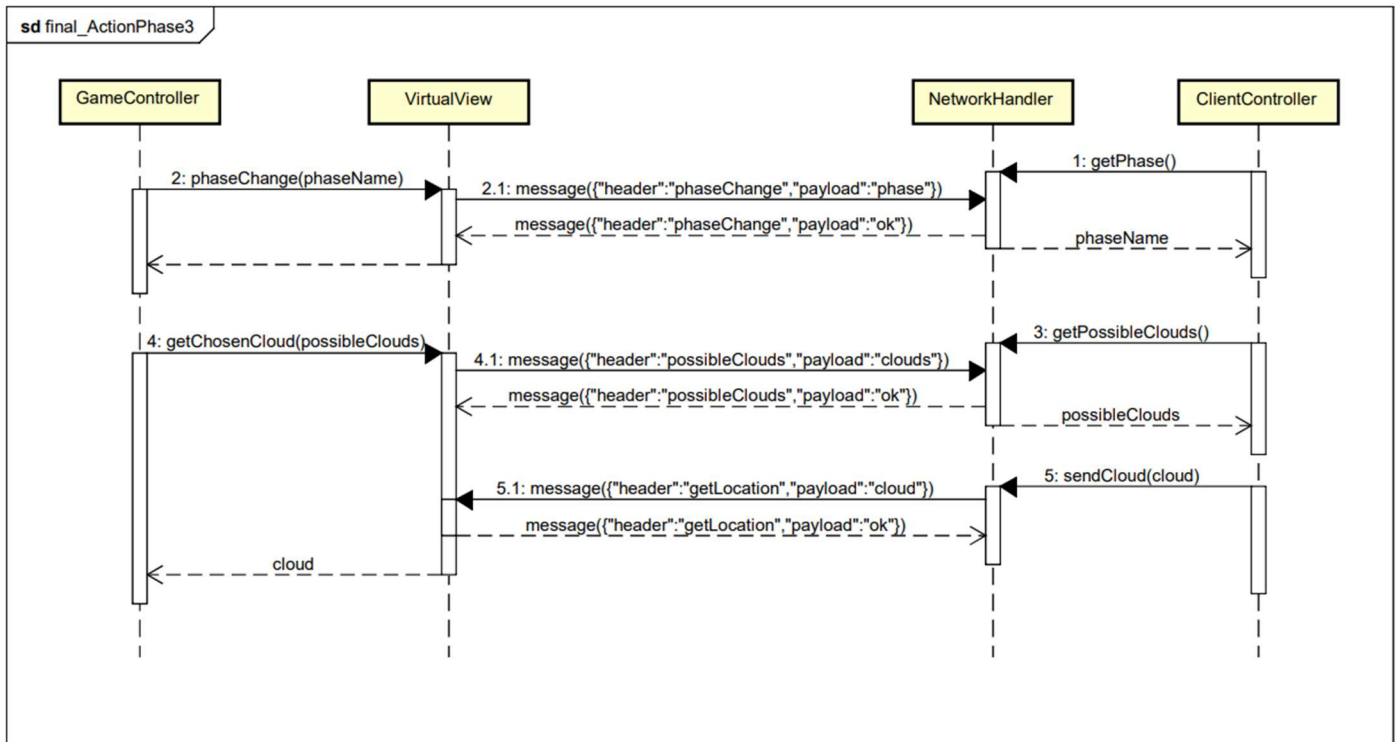 sd final_ActionPhase3
GameController
VirtualView
NetworkHandler
ClientController
1: getPhase()
2: phaseChange(phaseName)
2.1: message({"header":"phaseChange","payload":"phase"})
message({"header":"phaseChange","payload":"ok"})
phaseName
3: getPossibleClouds()
4: getChosenCloud(possibleClouds)
4.1: message({"header":"possibleClouds","payload":"clouds"})
message({"header":"possibleClouds","payload":"ok"})
possibleClouds
5: sendCloud(cloud)
5.1: message({"header":"getLocation","payload":"cloud"})
message({"header":"getLocation","payload":"ok"})
cloud